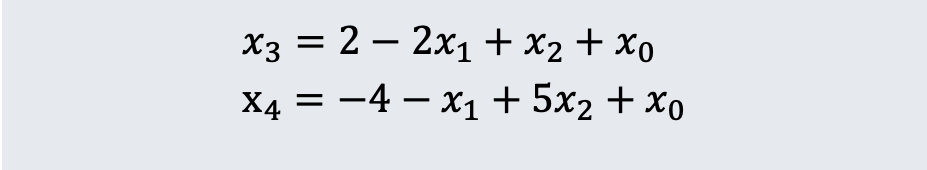 x₃ = 2 − 2x₁ + x₂ + x₀
x₄ = −4 − x₁ + 5x₂ + x₀